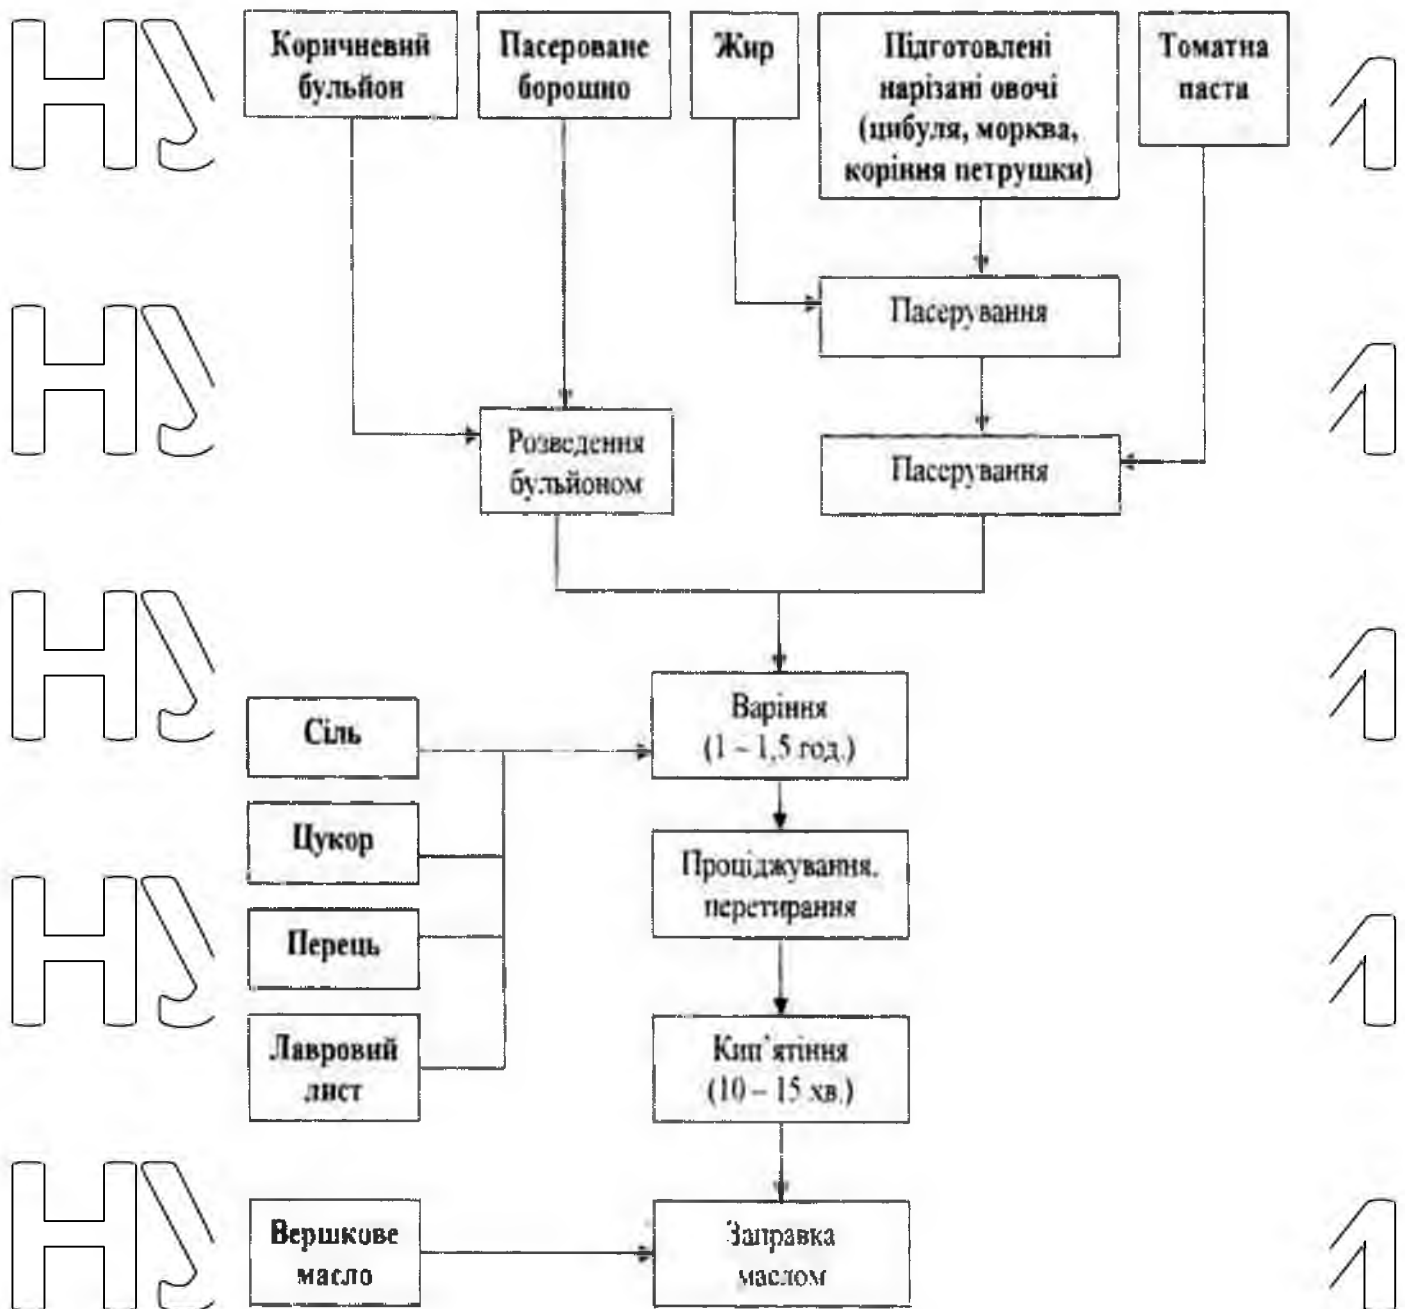 Коричневий
бульйон
Пасероване
борошно
Жир
Підготовлені
нарізані овочі
(цибуля, морква,
коріння петрушки)
Томатна
паста
Пасерування
Розведення
бульйоном
Пасерування
Варіння
(1 – 1,5 год.)
Сіль
Цукор
Проціджування.
перетирання
Перець
Лавровий
лист
Кип`ятіння
(10 – 15 хв.)
Вершкове
масло
Заправка
маслом